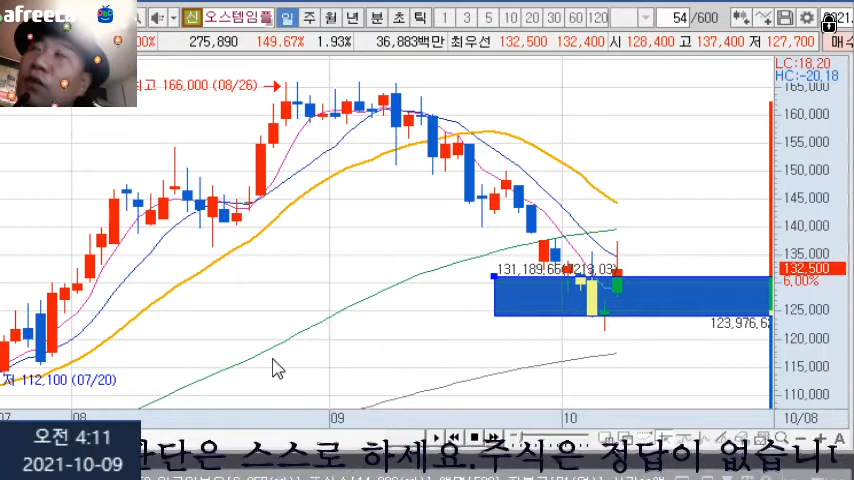 afreeca
신 오스템임플 일 주 월 년 분 초 틱 1 3 5 10 20 30 60 120 54 /600 2021.
00% 275,890 149.67% 1.93% 36,883백만 최우선 132,500 132,400 시 128,400 고 137,400 저 127,700 매수
LC:18,20
HC:-20,18
최고 166,000 (08/26)
165,000
160,000
155,000
150,000
145,000
140,000
135,000
132,500
6,00%
125,000
120,000
115,000
110,000
123,976,62
저 112,100 (07/20)
07 08 09 10 10/08
오전 4:11
2021-10-09
판단은 스스로 하세요.주식은 정답이 없습니